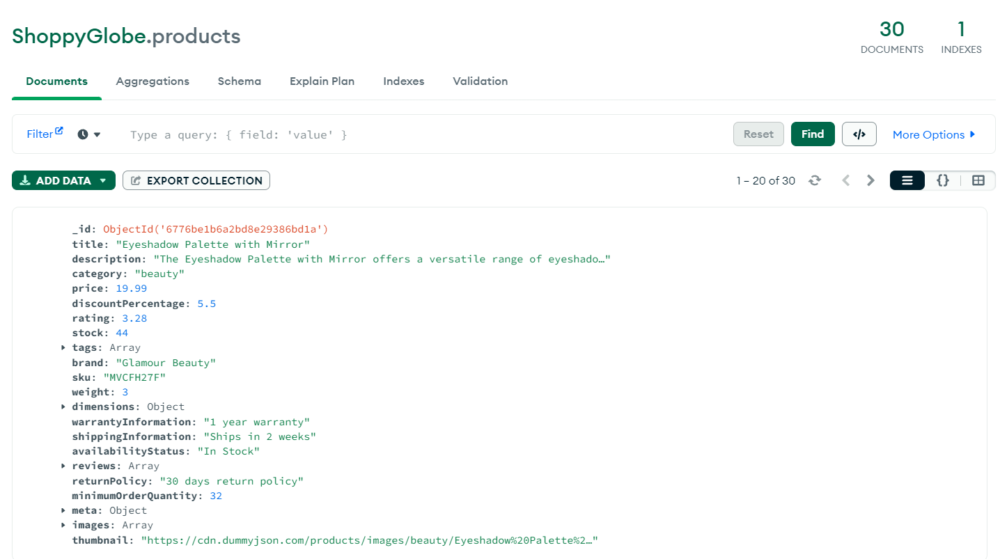 ShoppyGlobe.products
30
DOCUMENTS
1
INDEXES
Documents
Aggregations
Schema
Explain Plan
Indexes
Validation
Filter
Type a query: { field: 'value' }
Reset
Find
</>
More Options
ADD DATA
EXPORT COLLECTION
1 – 20 of 30
{}
_id: ObjectId('6776be1b6a2bd8e29386bd1a')
title: "Eyeshadow Palette with Mirror"
description: "The Eyeshadow Palette with Mirror offers a versatile range of eyeshado…"
category: "beauty"
price: 19.99
discountPercentage: 5.5
rating: 3.28
stock: 44
tags: Array
brand: "Glamour Beauty"
sku: "MVCFH27F"
weight: 3
dimensions: Object
warrantyInformation: "1 year warranty"
shippingInformation: "Ships in 2 weeks"
availabilityStatus: "In Stock"
reviews: Array
returnPolicy: "30 days return policy"
minimumOrderQuantity: 32
meta: Object
images: Array
thumbnail: "https://cdn.dummyjson.com/products/images/beauty/Eyeshadow%20Palette%2…"